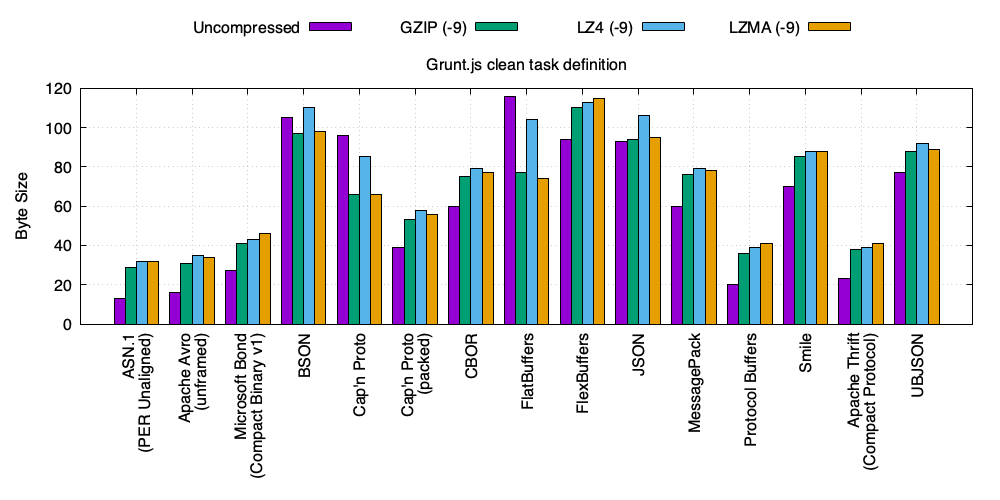 Uncompressed GZIP (-9) LZ4 (-9) LZMA (-9)
Grunt.js clean task definition
Byte Size
120
100
80
60
40
20
0
ASN.1
(PER Unaligned)
Apache Avro
(unframed)
Microsoft Bond
(Compact Binary v1)
BSON
Cap'n Proto
Cap'n Proto
(packed)
CBOR
FlatBuffers
FlexBuffers
JSON
MessagePack
Protocol Buffers
Smile
Apache Thrift
(Compact Protocol)
UBJSON